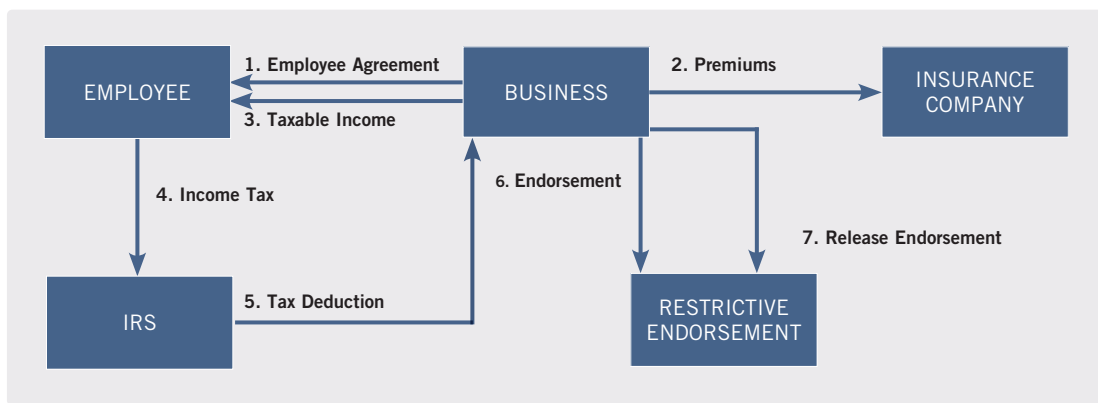 1. Employee Agreement
EMPLOYEE
BUSINESS
2. Premiums
INSURANCE
COMPANY
3. Taxable Income
4. Income Tax
6. Endorsement
7. Release Endorsement
IRS
5. Tax Deduction
RESTRICTIVE
ENDORSEMENT